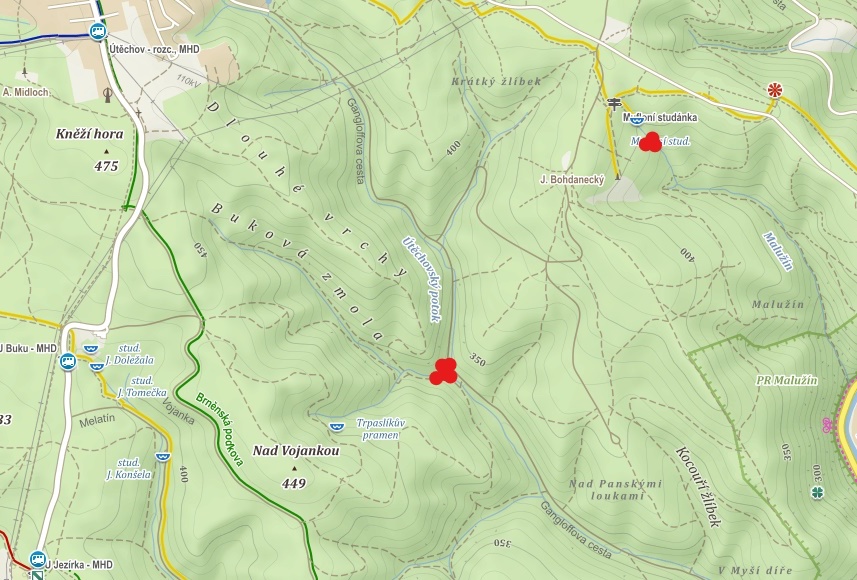 Útěchov - rozc., MHD
110kV
A. Midloch
Kněží hora
475
Krátký žlíbek
Gangloffova cesta
400
Studánka
J. Bohdanecký
Dlouhé vrchy
Buková zmola
450
Útěchovský potok
Malužín
400
Malužín
U Buku - MHD
stud.
J. Doležala
350
PR Malužín
stud.
J. Tomečka
Brněnská podkova
Vojanka
Melatín
33
Trpaslíkův
pramen
Nad Vojankou
449
stud.
J. Konšela
400
Kocouří žlíbek
350
300
Nad Panskými
loukami
Gangloffova cesta
350
U Jezírka - MHD
V Myší díře